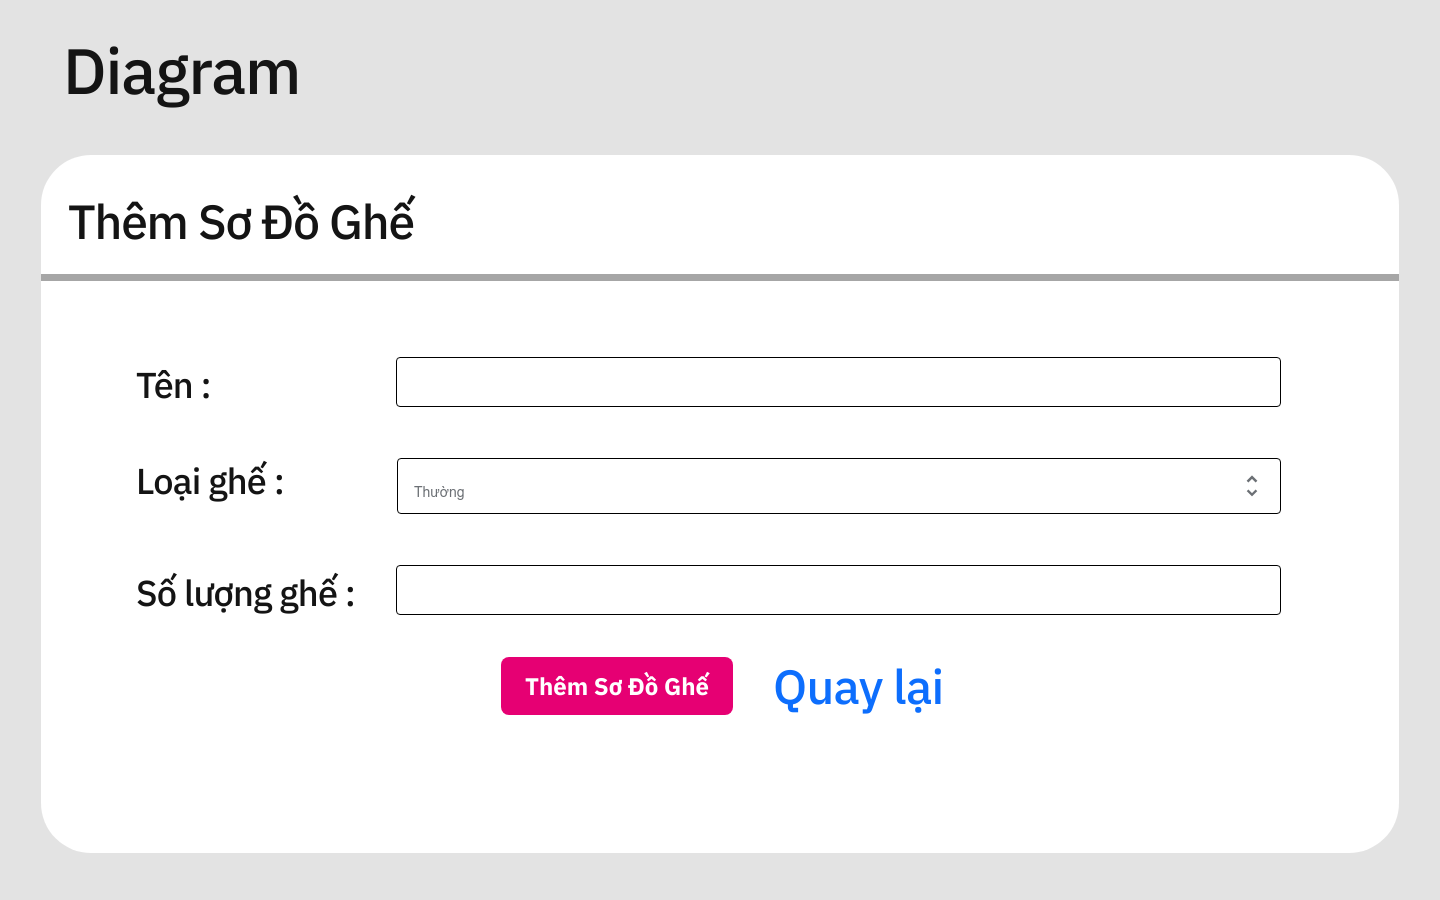 Diagram
Thêm Sơ Đồ Ghế
Tên :
Loại ghế :
Thường
Số lượng ghế :
Thêm Sơ Đồ Ghế
Quay lại